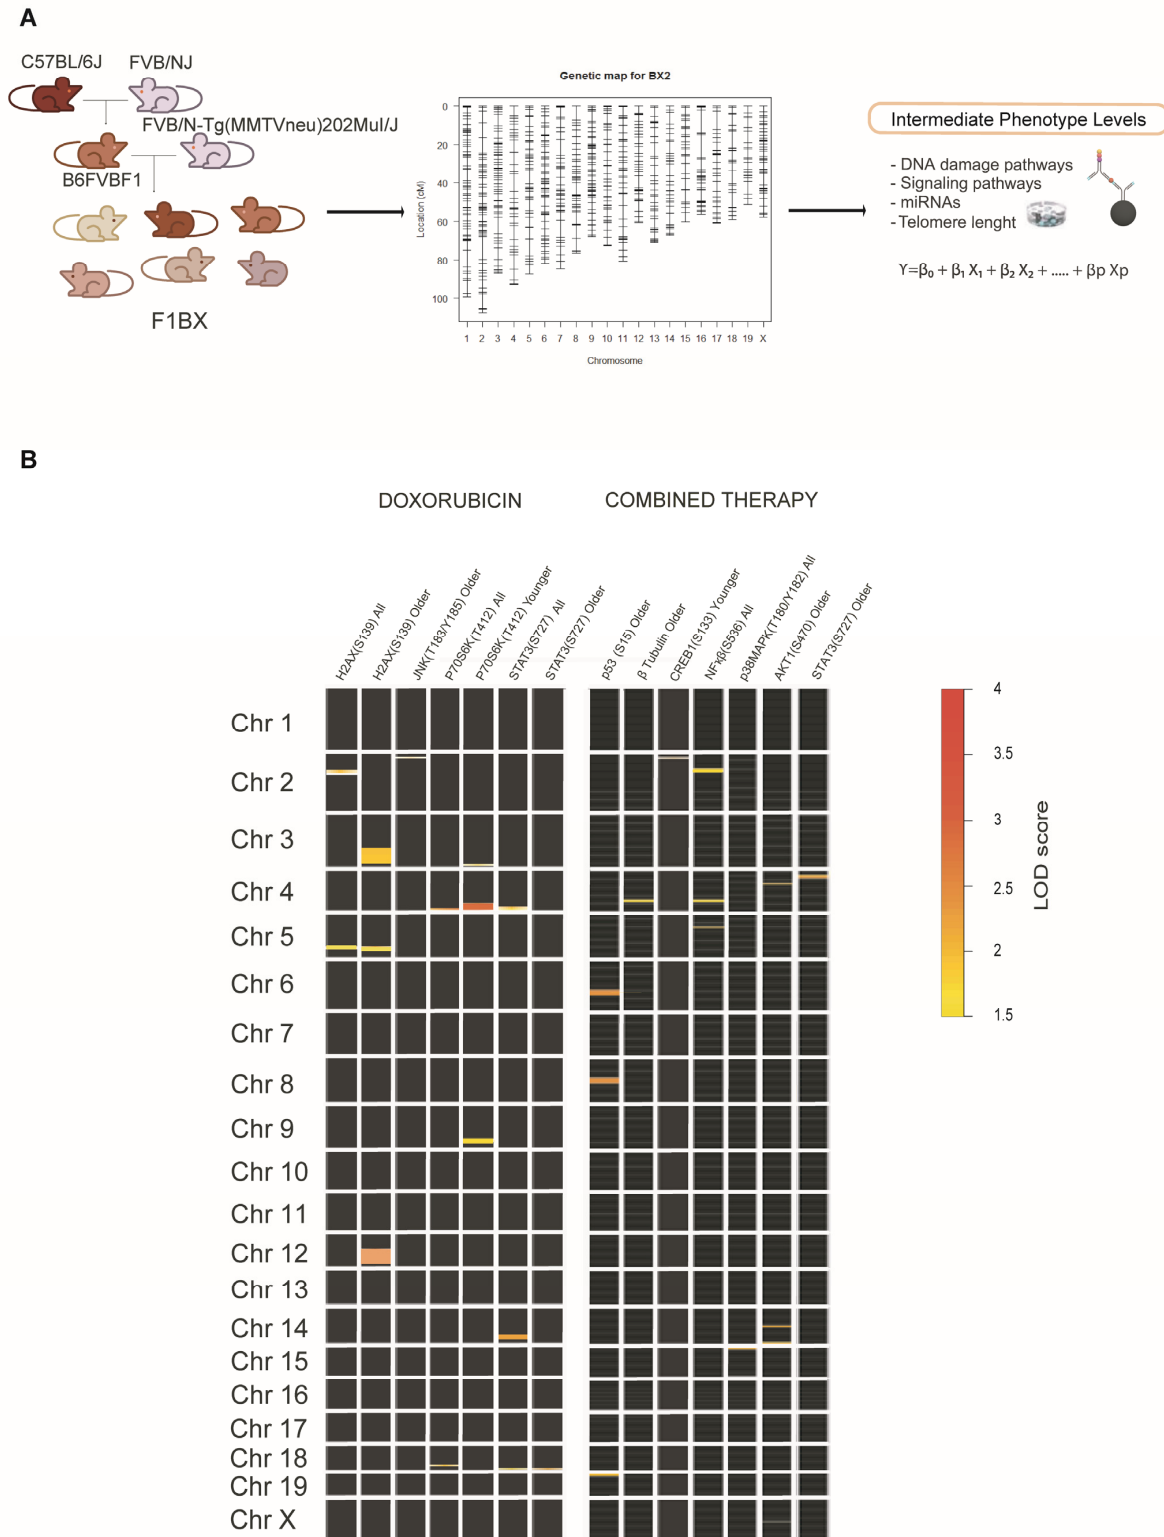 A
C57BL/6J
FVB/NJ
FVB/N-Tg(MMTVneu)202Mul/J
B6FVBF1
F1BX
Genetic map for BX2
Location (cM)
0
20
40
60
80
100
1 2 3 4 5 6 7 8 9 10 11 12 13 14 15 16 17 18 19 X
Chromosome
Intermediate Phenotype Levels
- DNA damage pathways
- Signaling pathways
- miRNAs
-Telomere lenght
Y=β₀ + β₁ X₁ + β₂ X₂ + ..... + βp Xp
B
DOXORUBICIN
COMBINED THERAPY
H2AX(S139) All
H2AX(S139) Older
JNK(T183/Y185) Older
P70S6K(T412) All
P70S6K(T412) Younger
STAT3(S727) All
STAT3(S727) Older
p53 (S15) Older
β Tubulin Older
CREB1(S133) Younger
NFκβ(S536) All
p38MAPK(T180/Y182) All
AKT1(S470) Older
STAT3(S727) Older
Chr 1
Chr 2
Chr 3
Chr 4
Chr 5
Chr 6
Chr 7
Chr 8
Chr 9
Chr 10
Chr 11
Chr 12
Chr 13
Chr 14
Chr 15
Chr 16
Chr 17
Chr 18
Chr 19
Chr X
4
3.5
3
2.5
2
1.5
LOD score